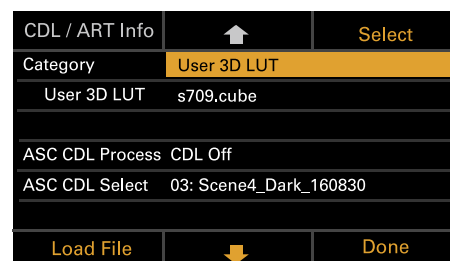 CDL / ART Info Select
Category User 3D LUT
User 3D LUT s709.cube
ASC CDL Process CDL Off
ASC CDL Select 03: Scene4_Dark_160830
Load File Done